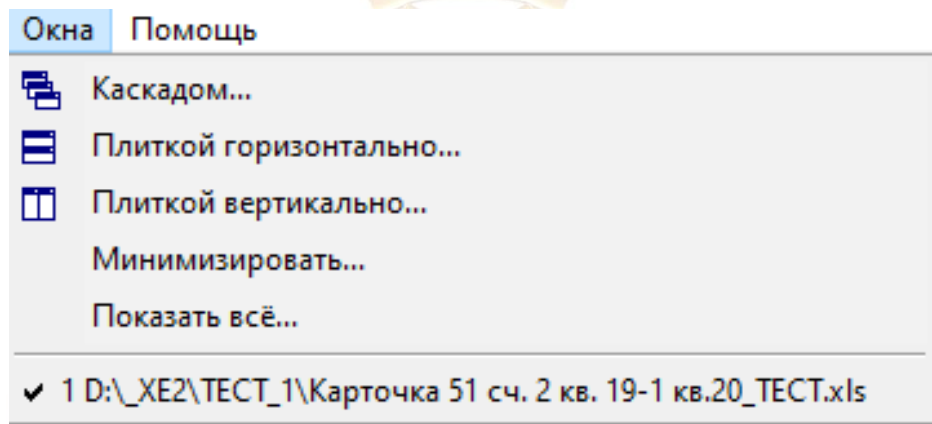 Окна Помощь
Каскадом...
Плиткой горизонтально...
Плиткой вертикально...
Минимизировать...
Показать всё...
1 D:\_XE2\ТЕСТ_1\Карточка 51 сч. 2 кв. 19-1 кв.20_ТЕСТ.xls